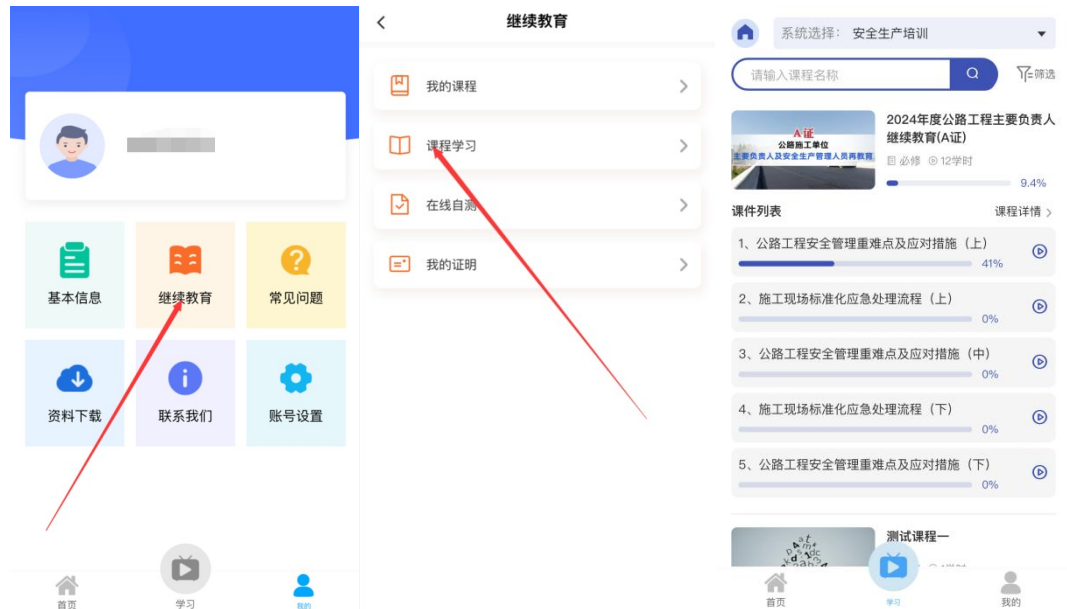 基本信息
继续教育
常见问题
资料下载
联系我们
账号设置
首页
学习
我的
继续教育
我的课程
课程学习
在线自测
我的证明
系统选择： 安全生产培训
请输入课程名称
筛选
A证
公路施工单位
主要负责人及安全生产管理人员再教育
2024年度公路工程主要负责人
继续教育(A证)
必修 12学时
9.4%
课件列表
课程详情
1、公路工程安全管理重难点及应对措施（上）
41%
2、施工现场标准化应急处理流程（上）
0%
3、公路工程安全管理重难点及应对措施（中）
0%
4、施工现场标准化应急处理流程（下）
0%
5、公路工程安全管理重难点及应对措施（下）
0%
测试课程一
首页
学习
我的